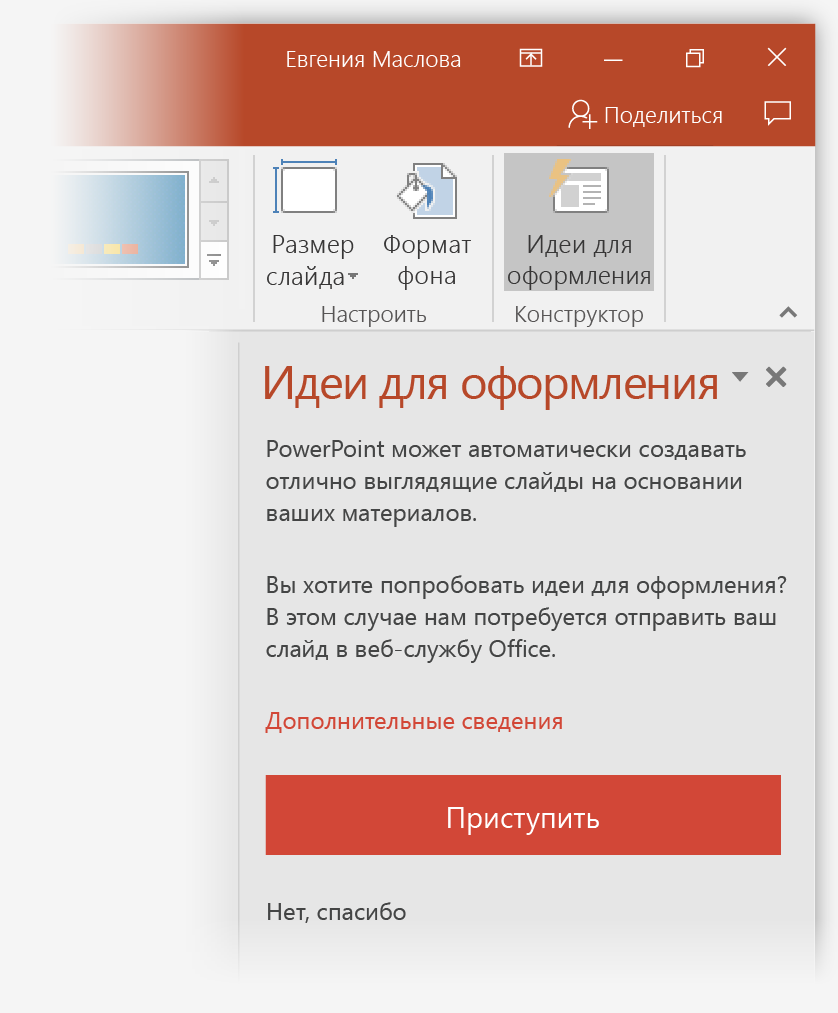 Евгения Маслова
Поделиться
Размер
слайда
Формат
фона
Идеи для
оформления
Настроить
Конструктор
Идеи для оформления
PowerPoint может автоматически создавать
отлично выглядящие слайды на основании
ваших материалов.
Вы хотите попробовать идеи для оформления?
В этом случае нам потребуется отправить ваш
слайд в веб-службу Office.
Дополнительные сведения
Приступить
Нет, спасибо